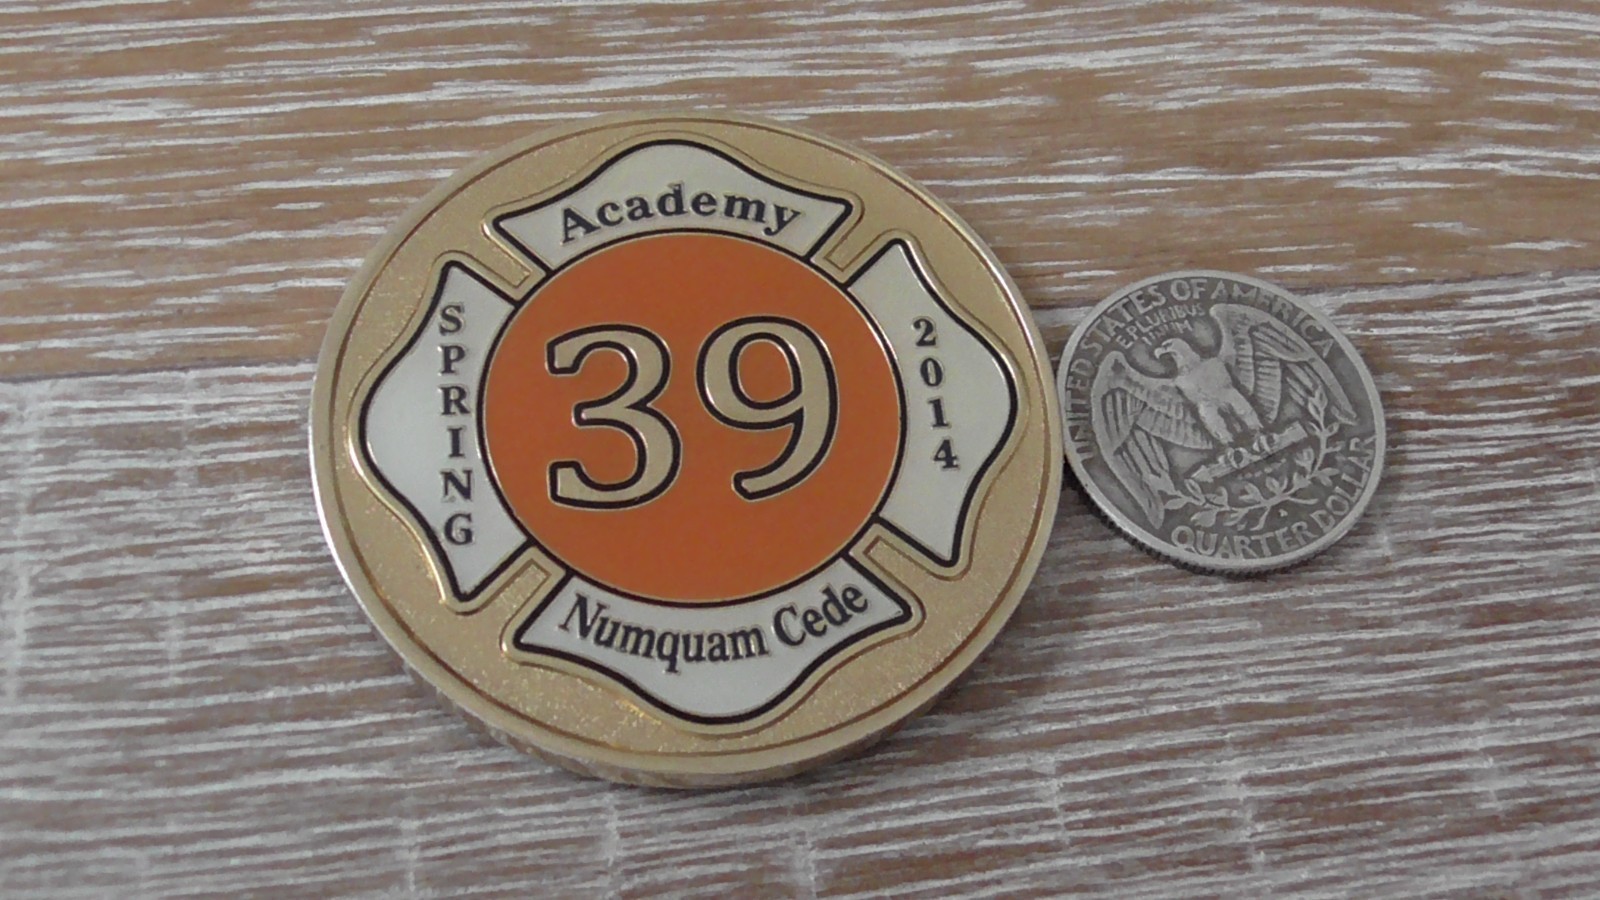 Academy
SPRING
39
2014
Numquam Cede
UNITED STATES OF AMERICA
E PLURIBUS
UNUM
QUARTER DOLLAR